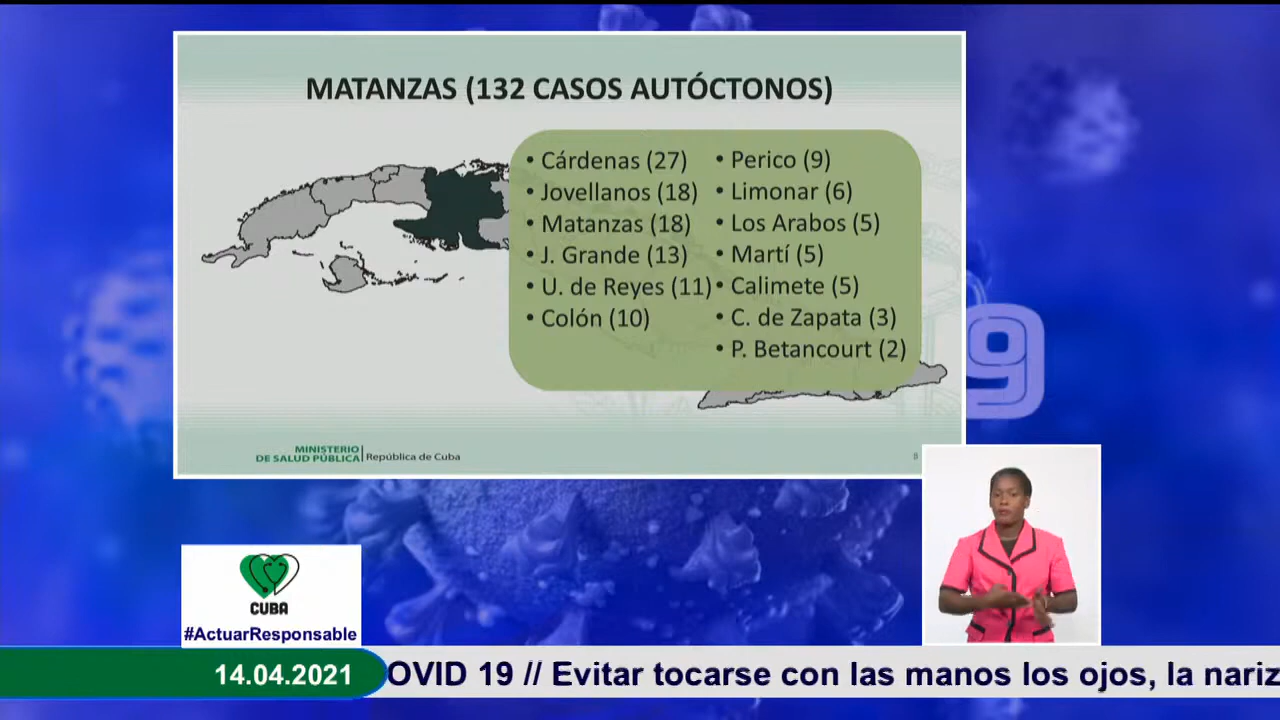 MATANZAS (132 CASOS AUTÓCTONOS)
• Cárdenas (27)
• Jovellanos (18)
• Matanzas (18)
• J. Grande (13)
• U. de Reyes (11)
• Colón (10)
• Perico (9)
• Limonar (6)
• Los Arabos (5)
• Martí (5)
• Calimete (5)
• C. de Zapata (3)
• P. Betancourt (2)
9
MINISTERIO
DE SALUD PÚBLICA
República de Cuba
8
CUBA
#ActuarResponsable
14.04.2021
OVID 19 // Evitar tocarse con las manos los ojos, la nariz